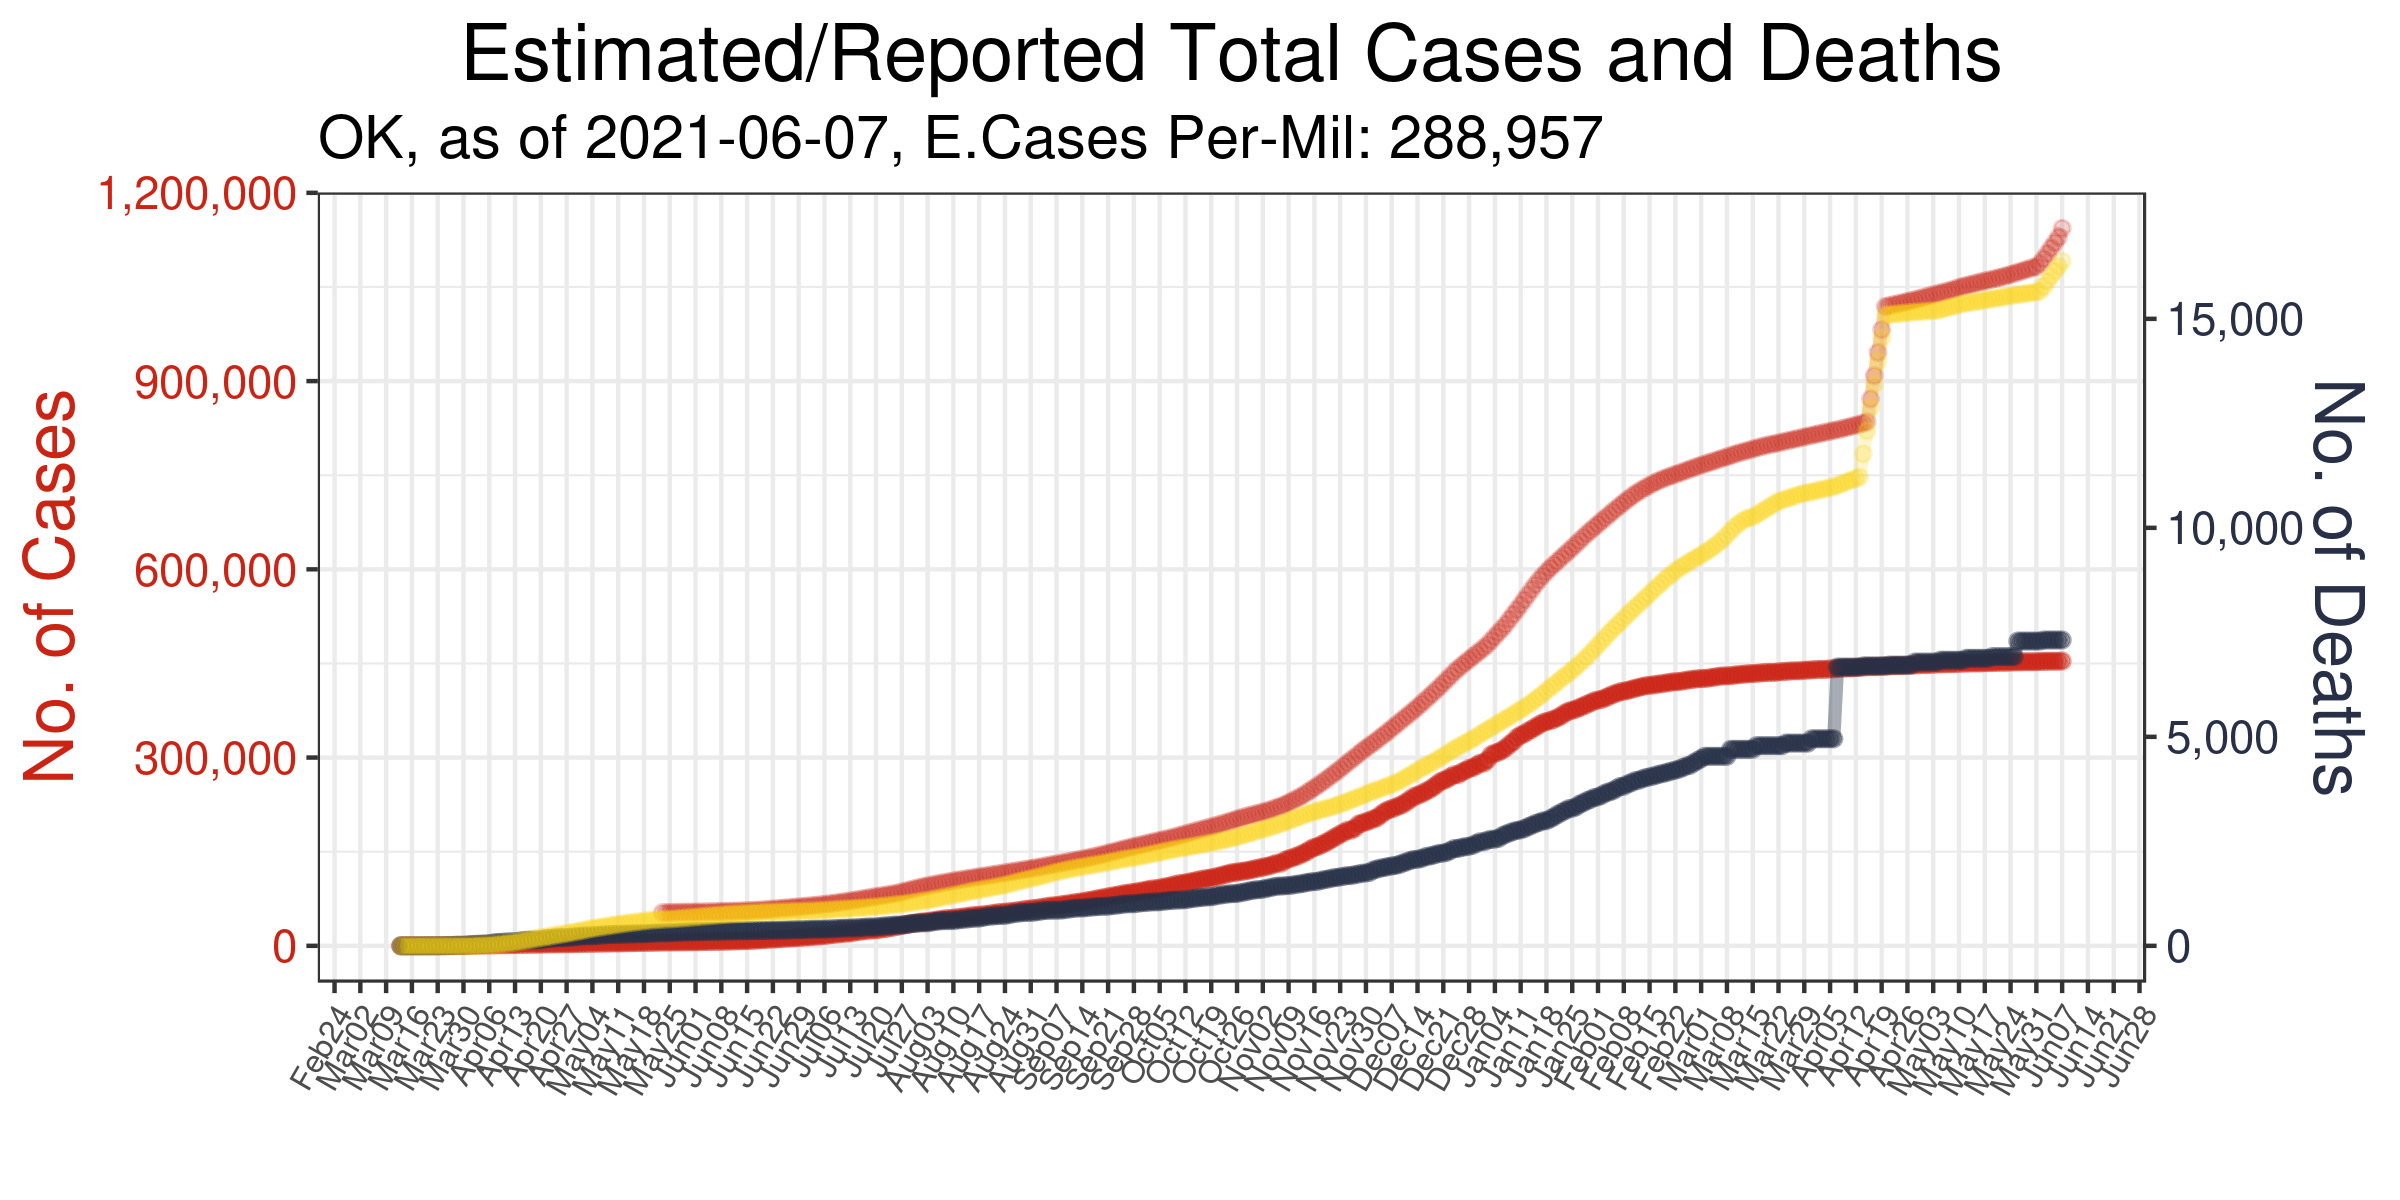 Estimated/Reported Total Cases and Deaths
OK, as of 2021-06-07, E.Cases Per-Mil: 288,957
No. of Cases
1,200,000
900,000
600,000
300,000
0
15,000
10,000
5,000
0
No. of Deaths
Feb24
Mar02
Mar09
Mar16
Mar23
Mar30
Apr06
Apr13
Apr20
Apr27
May04
May11
May18
May25
Jun01
Jun08
Jun15
Jun22
Jun29
Jul06
Jul13
Jul20
Jul27
Aug03
Aug10
Aug17
Aug24
Aug31
Sep07
Sep14
Sep21
Sep28
Oct05
Oct12
Oct19
Oct26
Nov02
Nov09
Nov16
Nov23
Nov30
Dec07
Dec14
Dec21
Dec28
Jan04
Jan11
Jan18
Jan25
Feb01
Feb08
Feb15
Feb22
Mar01
Mar08
Mar15
Mar22
Mar29
Apr05
Apr12
Apr19
Apr26
May03
May10
May17
May24
May31
Jun07
Jun14
Jun21
Jun28